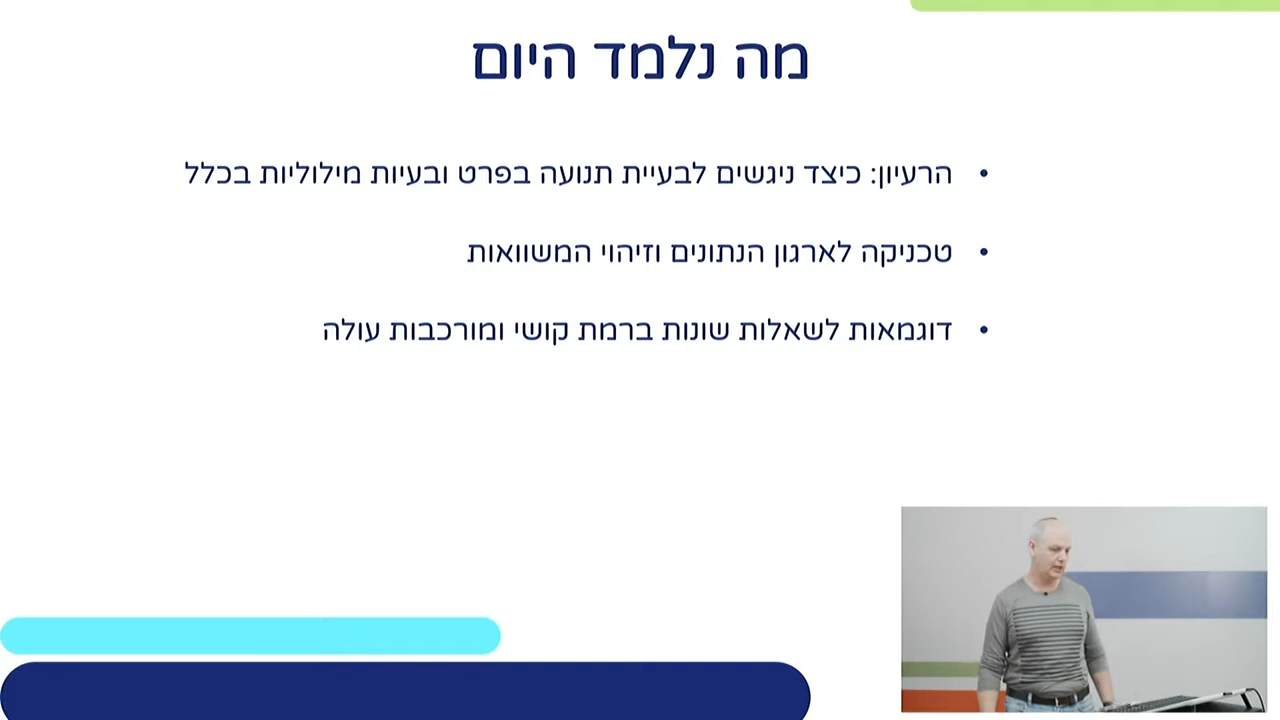 מה נלמד היום
• הרעיון: כיצד ניגשים לבעיית תנועה בפרט ובעיות מילוליות בכלל
• טכניקה לארגון הנתונים וזיהוי המשוואות
• דוגמאות לשאלות שונות ברמת קושי ומורכבות עולה